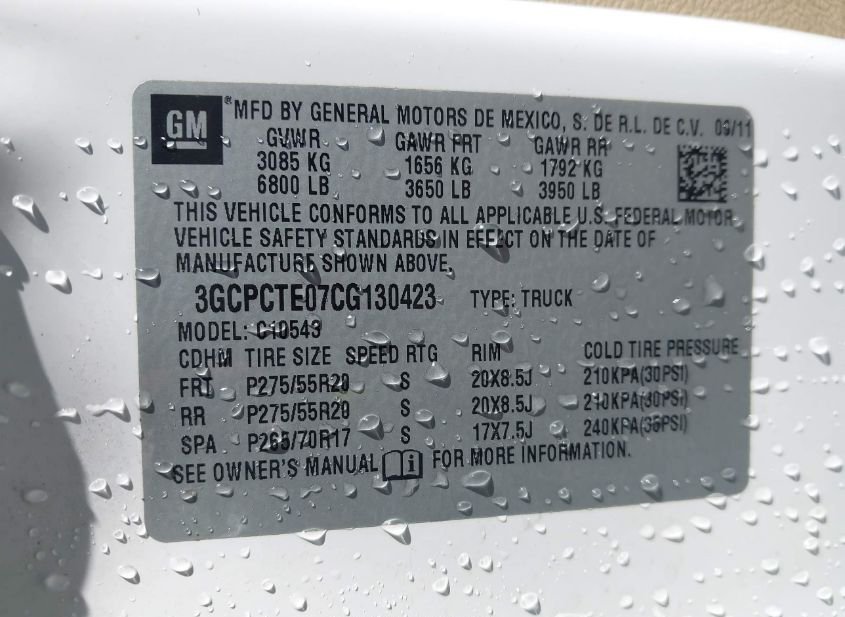 GM ®MFD BY GENERAL MOTORS DE MEXICO, S. DE R.L. DE C.V. 06/11
GVWR GAWR FRT GAWR RR
3085 KG 1656 KG 1792 KG
6800 LB 3650 LB 3950 LB
THIS VEHICLE CONFORMS TO ALL APPLICABLE U.S. FEDERAL MOTOR
VEHICLE SAFETY STANDARDS IN EFFECT ON THE DATE OF
MANUFACTURE SHOWN ABOVE.
3GCPCTE07CG130423 TYPE: TRUCK
MODEL: C10543
CDHM TIRE SIZE SPEED RTG RIM COLD TIRE PRESSURE
FRT P275/55R20 S 20X8.5J 210KPA(30PSI)
RR P275/55R20 S 20X8.5J 210KPA(30PSI)
SPA P265/70R17 S 17X7.5J 240KPA(35PSI)
SEE OWNER'S MANUAL FOR MORE INFORMATION.